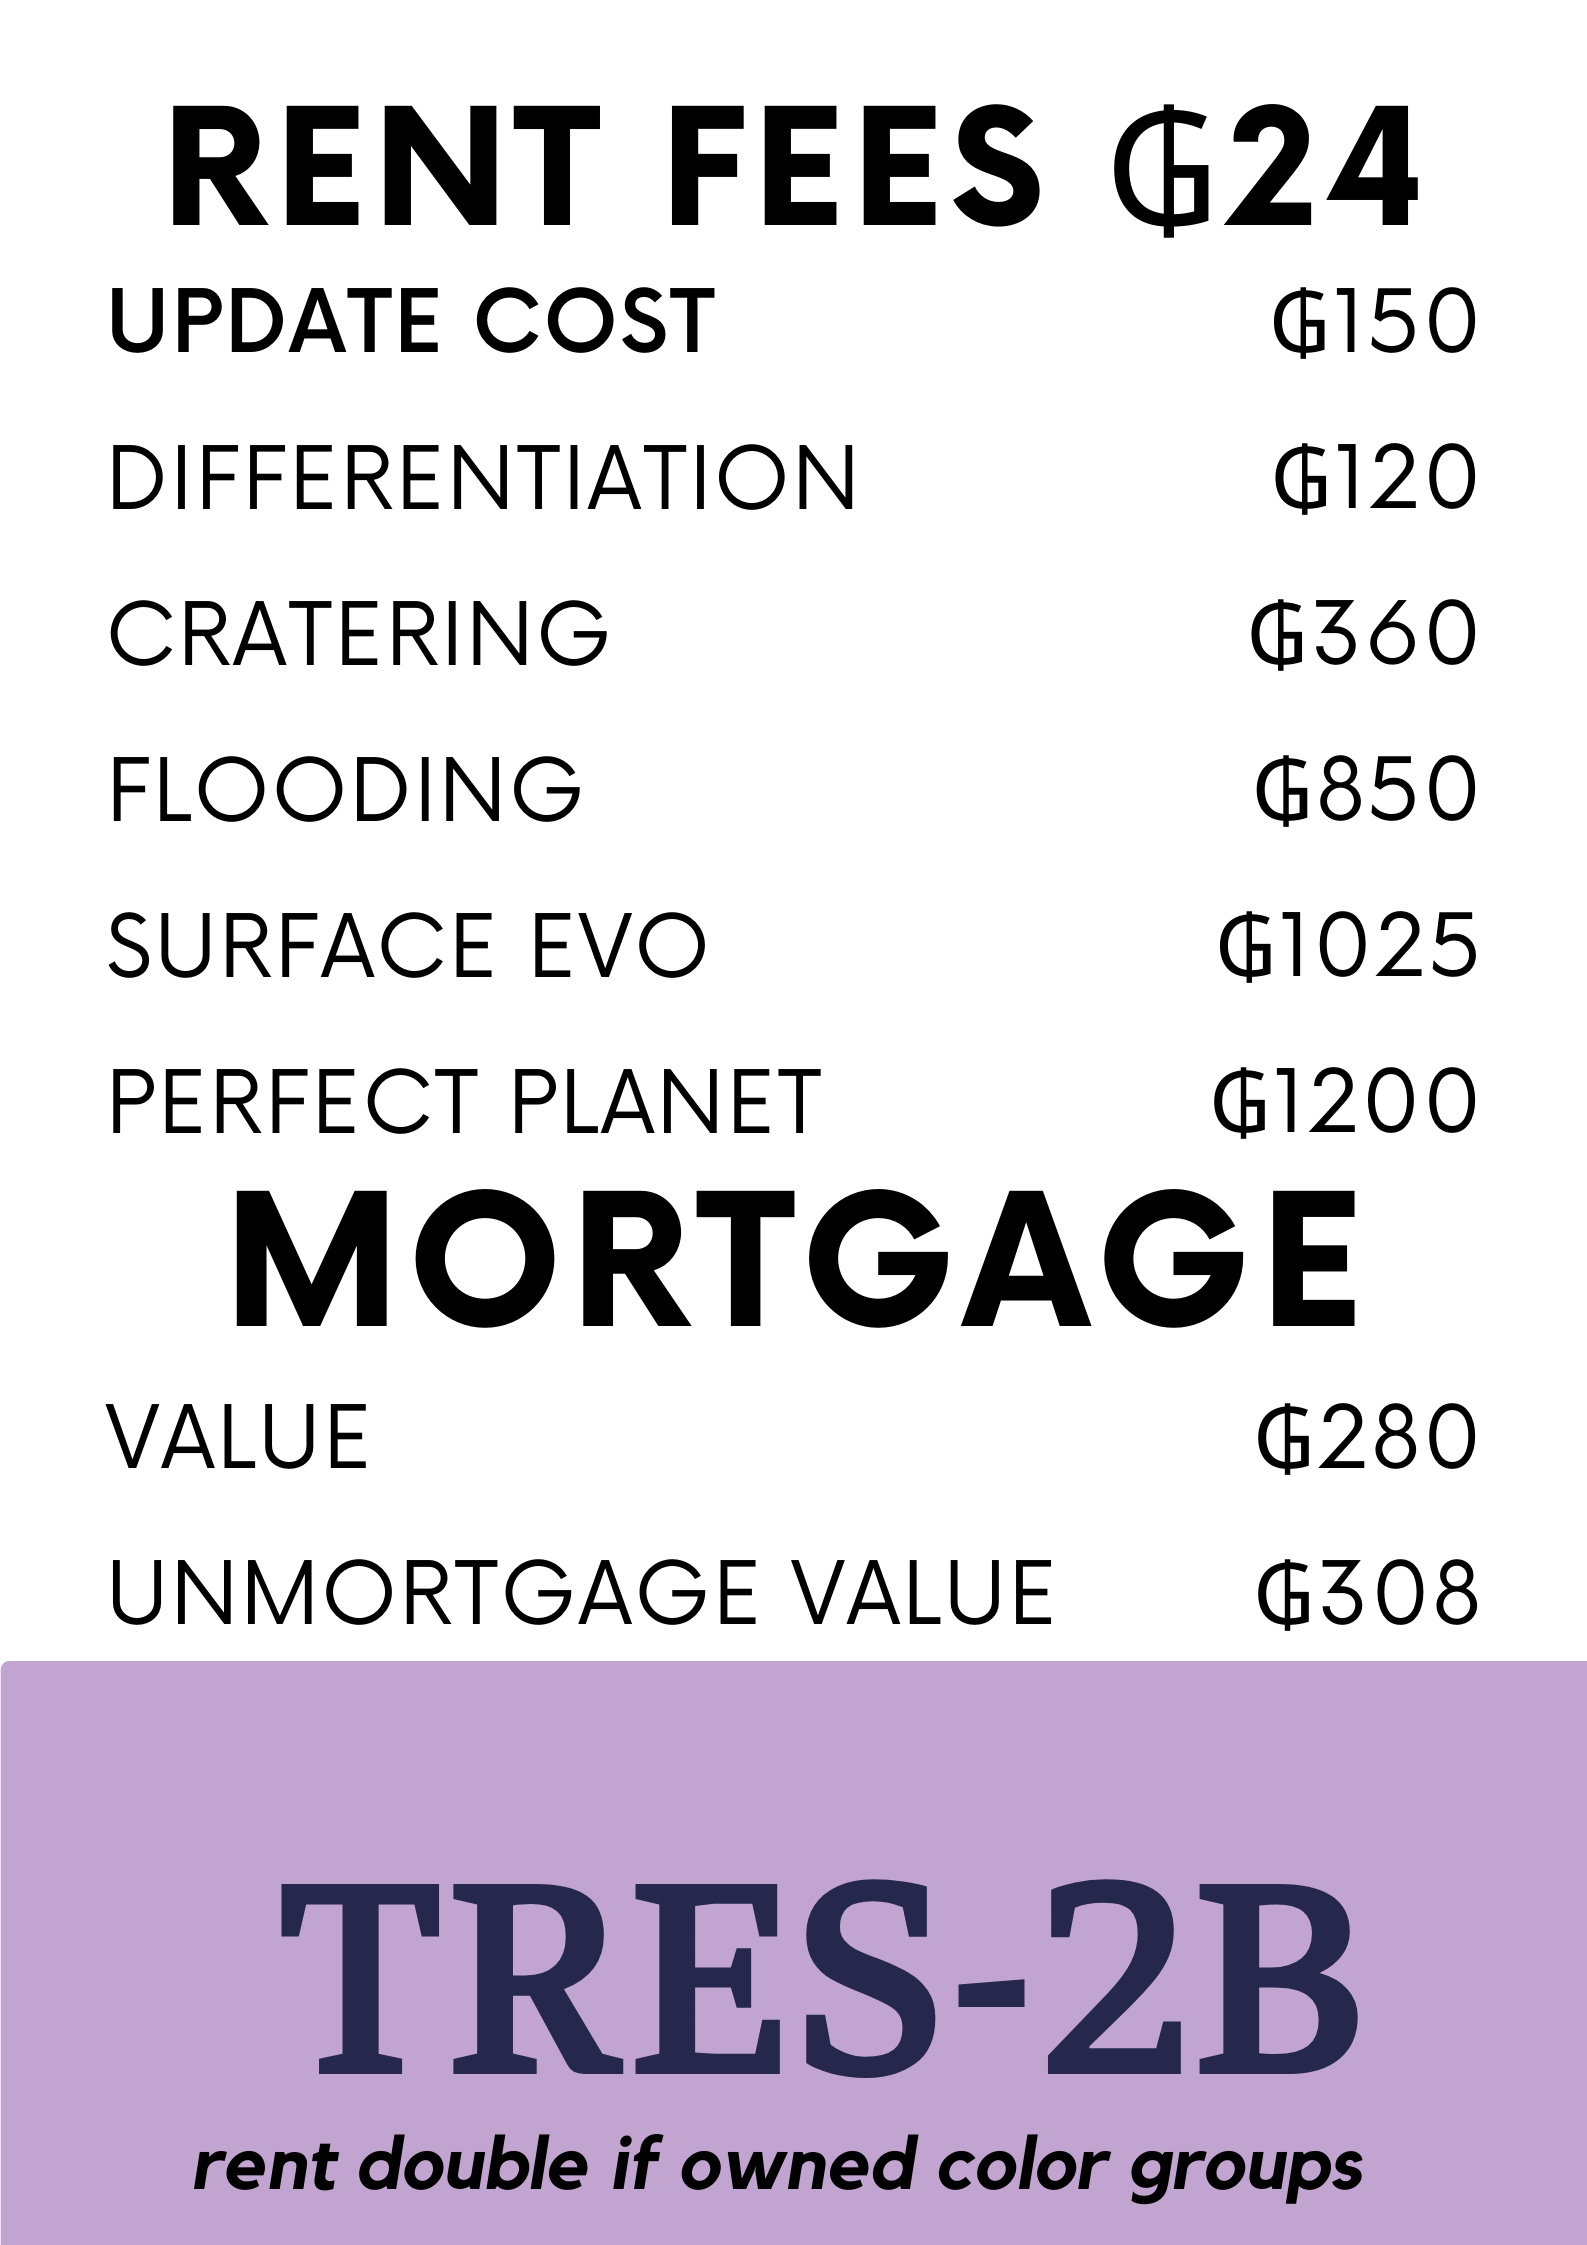 RENT FEES ₲24
UPDATE COST ₲150
DIFFERENTIATION ₲120
CRATERING ₲360
FLOODING ₲850
SURFACE EVO ₲1025
PERFECT PLANET ₲1200
MORTGAGE
VALUE ₲280
UNMORTGAGE VALUE ₲308
TRES-2B
rent double if owned color groups